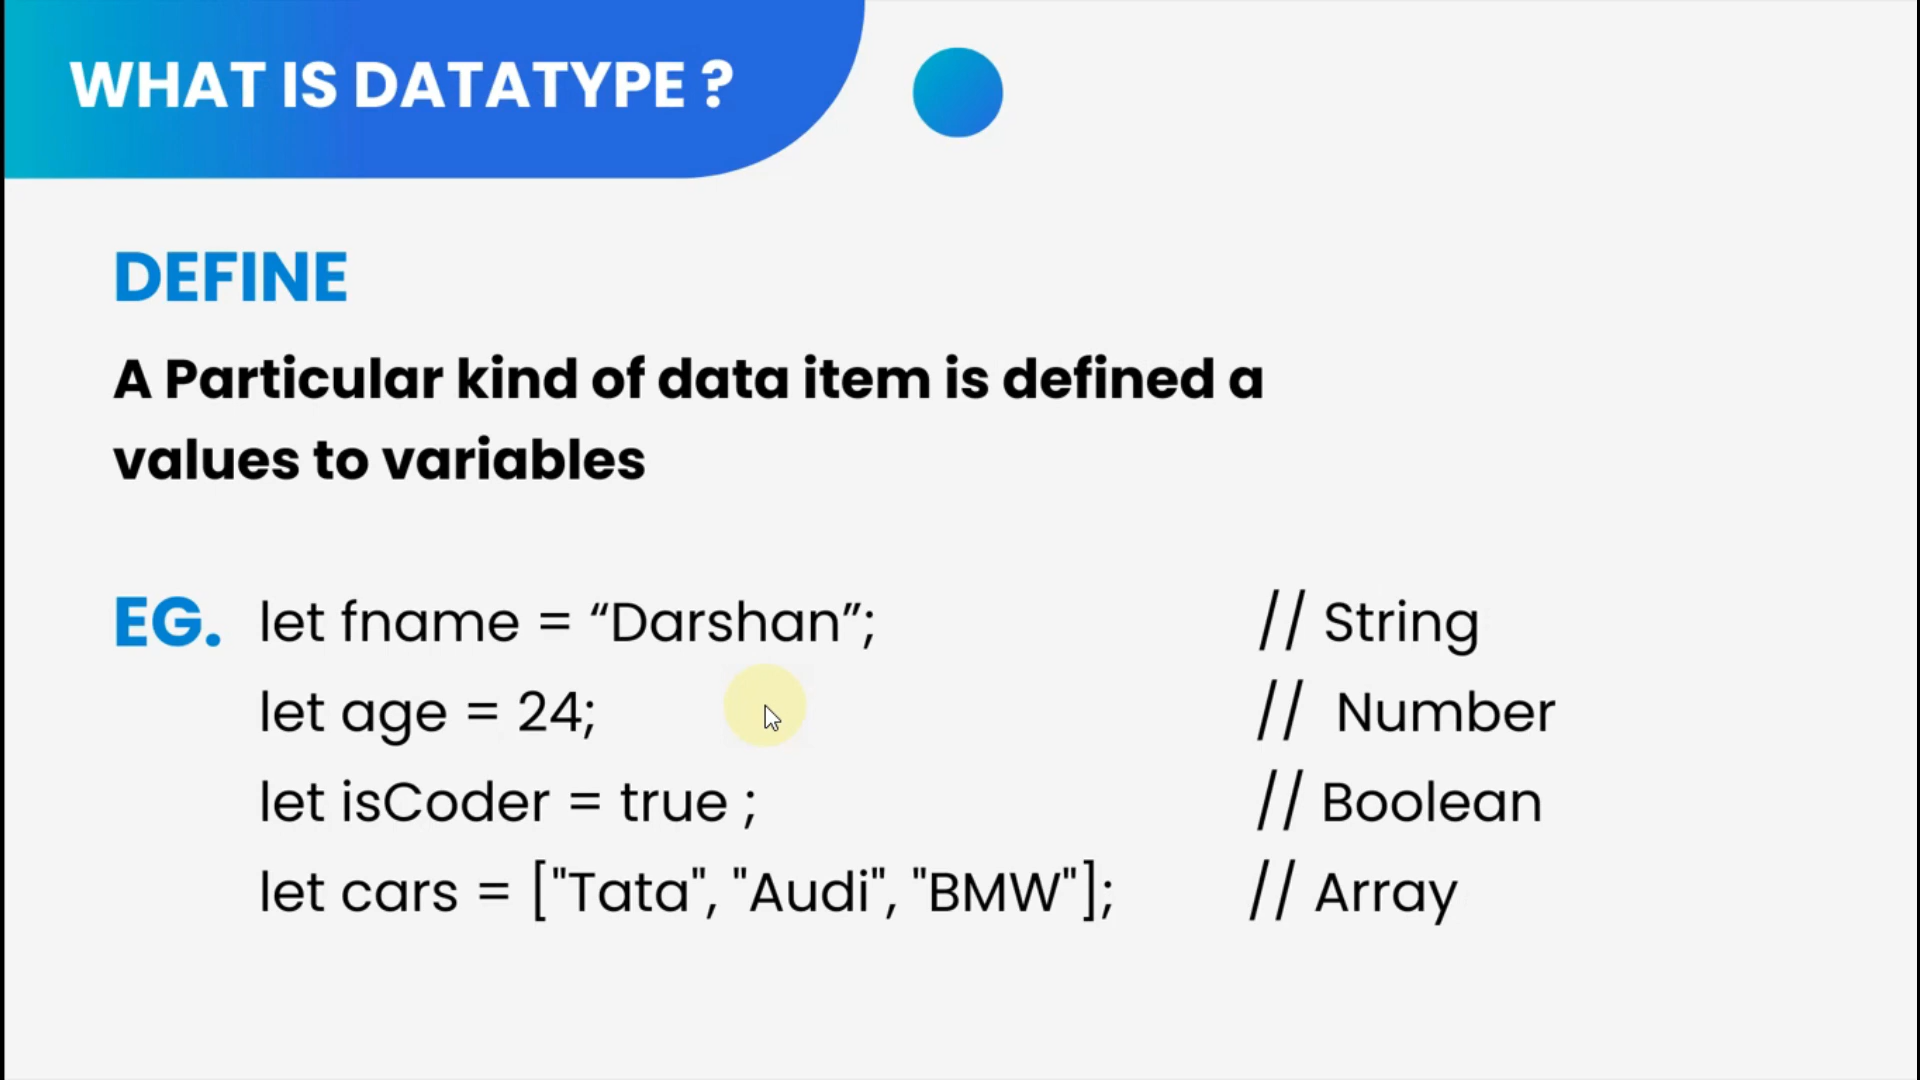 WHAT IS DATATYPE ?
DEFINE
A Particular kind of data item is defined a
values to variables
EG. let fname = “Darshan”; // String
let age = 24; // Number
let isCoder = true ; // Boolean
let cars = ["Tata", "Audi", "BMW"]; // Array